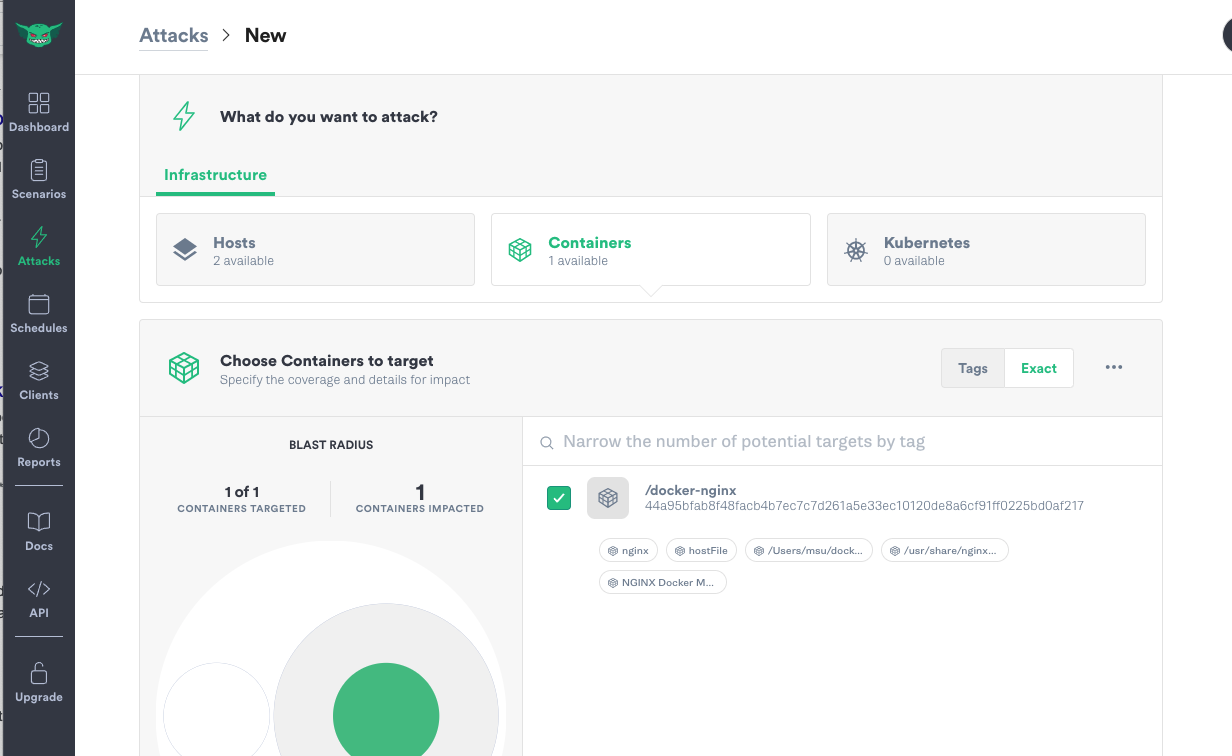 Attacks > New
Dashboard
Scenarios
Attacks
Schedules
Clients
Reports
Docs
API
Upgrade
What do you want to attack?
Infrastructure
Hosts
2 available
Containers
1 available
Kubernetes
0 available
Choose Containers to target
Specify the coverage and details for impact
Tags
Exact
BLAST RADIUS
1 of 1
CONTAINERS TARGETED
1
CONTAINERS IMPACTED
Narrow the number of potential targets by tag
/docker-nginx
44a95bfab8f48facb4b7ec7c7d261a5e33ec10120de8a6cf91ff0225bd0af217
nginx
hostFile
/Users/msu/dock...
/usr/share/nginx...
NGINX Docker M...